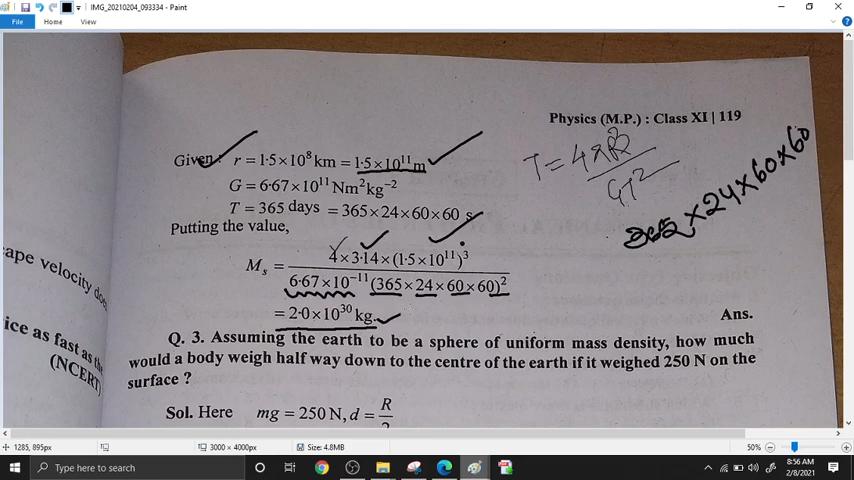 IMG_20210204_093334 - Paint
File Home View
Physics (M.P.) : Class XI | 119
Given : r = 1·5×10⁸ km = 1·5×10¹¹ m
G = 6·67×10¹¹ Nm²kg⁻²
T = 365 days = 365×24×60×60 s
Putting the value,
Mₛ = 4×3·14×(1·5×10¹¹)³ / 6·67×10⁻¹¹(365×24×60×60)²
= 2·0×10³⁰ kg.
Ans.
×24×60×60
ape velocity do
ice as fast as the
(NCERT)
Q. 3. Assuming the earth to be a sphere of uniform mass density, how much
would a body weigh half way down to the centre of the earth if it weighed 250 N on the
surface ?
Sol. Here mg = 250 N, d = R/2
1285, 895px 3000 × 4000px Size: 4.8MB 50%
Type here to search
8:56 AM
2/8/2021